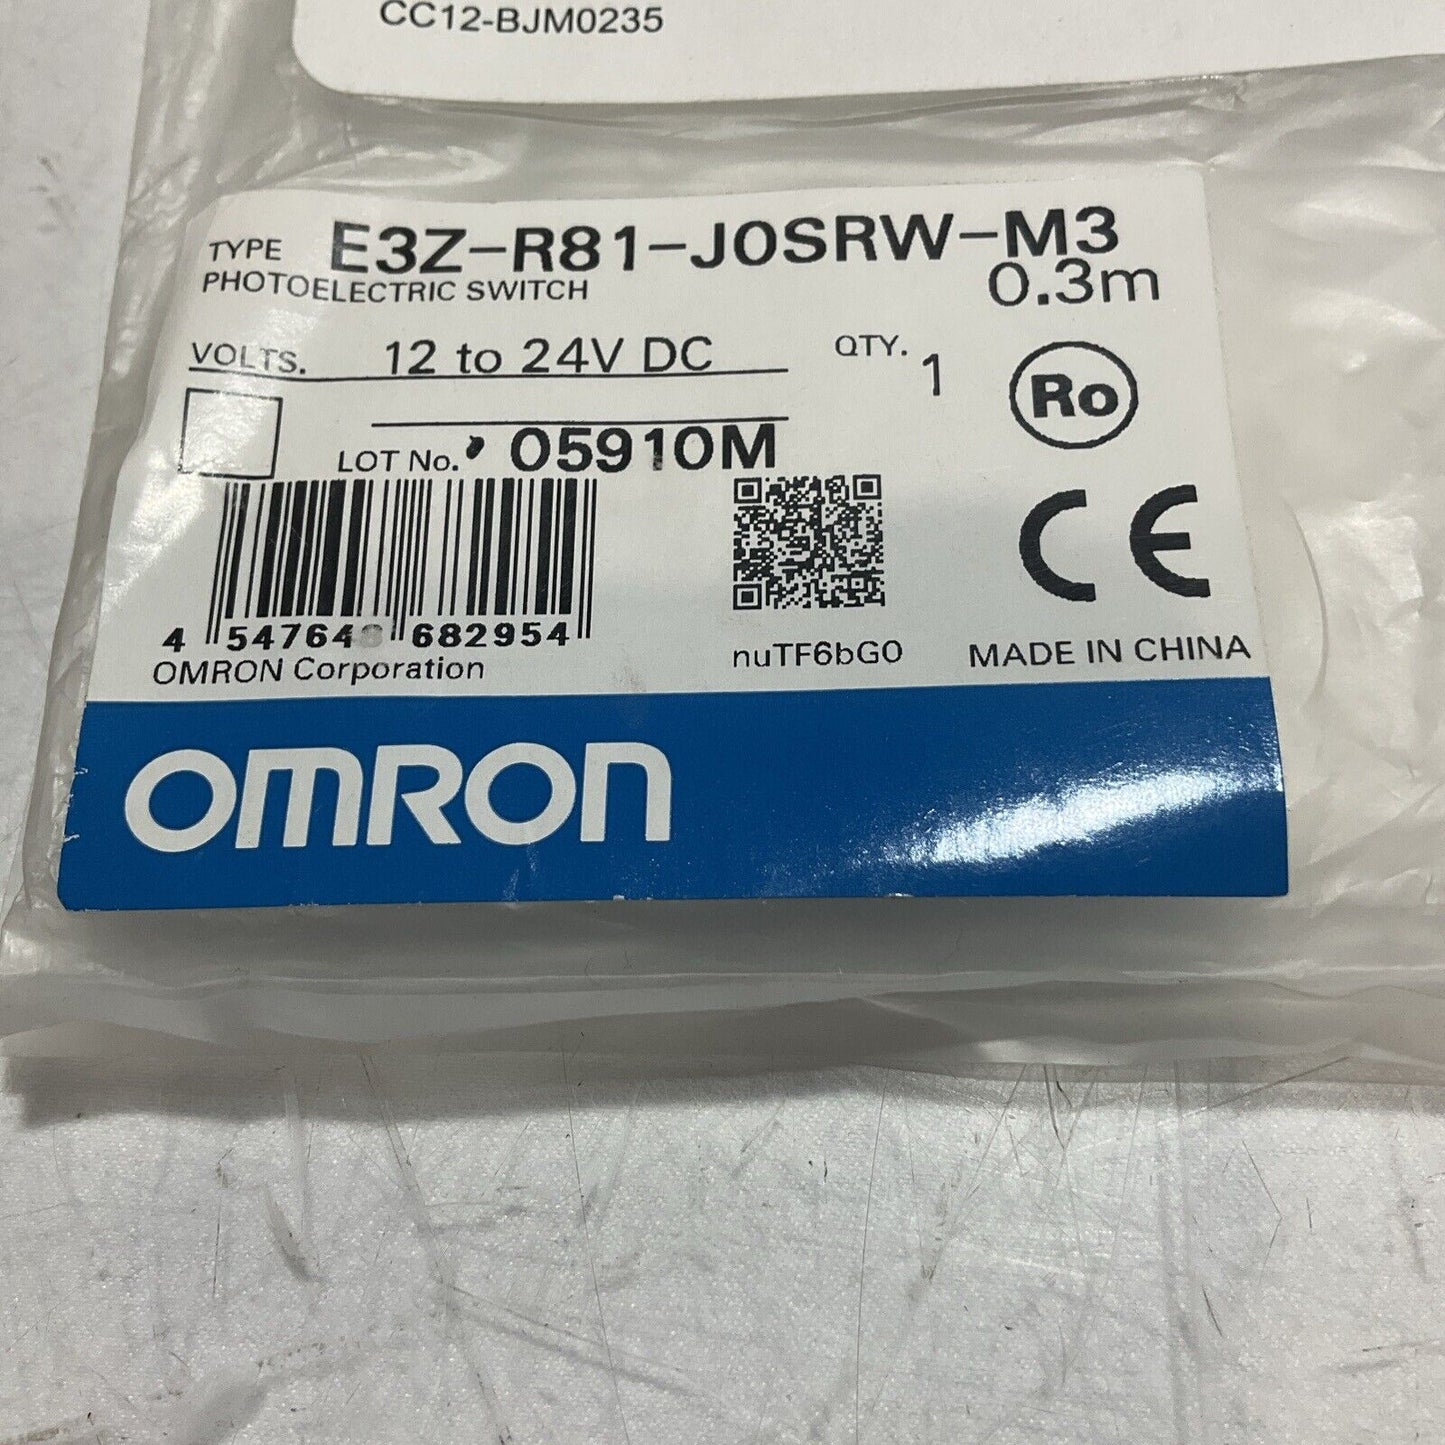 CC12-BJM0235
TYPE E3Z-R81-J0SRW-M3
PHOTOELECTRIC SWITCH 0.3m
VOLTS. 12 to 24V DC QTY. 1
Ro
LOT No. 05910M
CE
4 547648 682954
nuTF6bG0
MADE IN CHINA
OMRON Corporation
OMRON